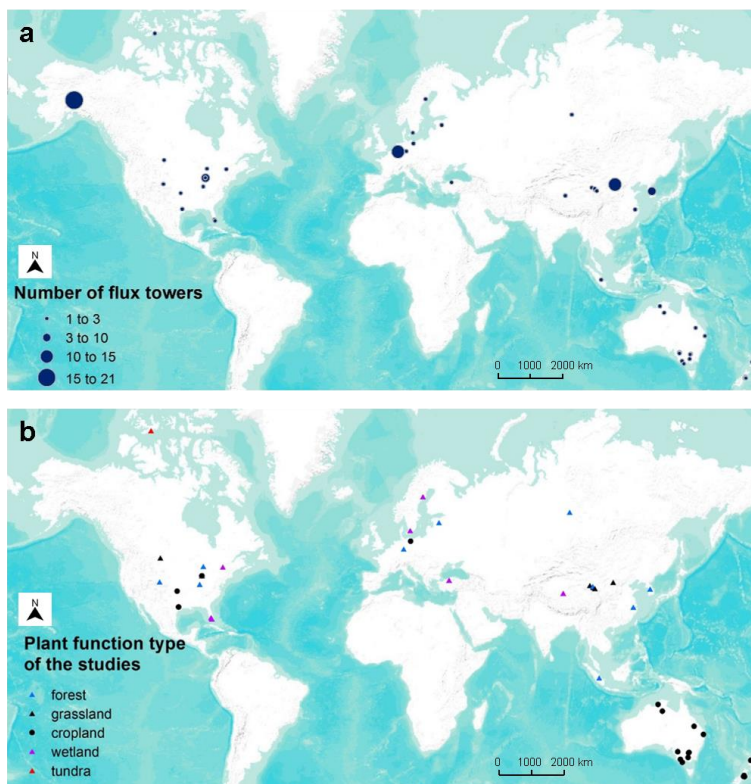 a
N
Number of flux towers
1 to 3
3 to 10
10 to 15
15 to 21
0 1000 2000 km
b
N
Plant function type
of the studies
forest
grassland
cropland
wetland
tundra
0 1000 2000 km